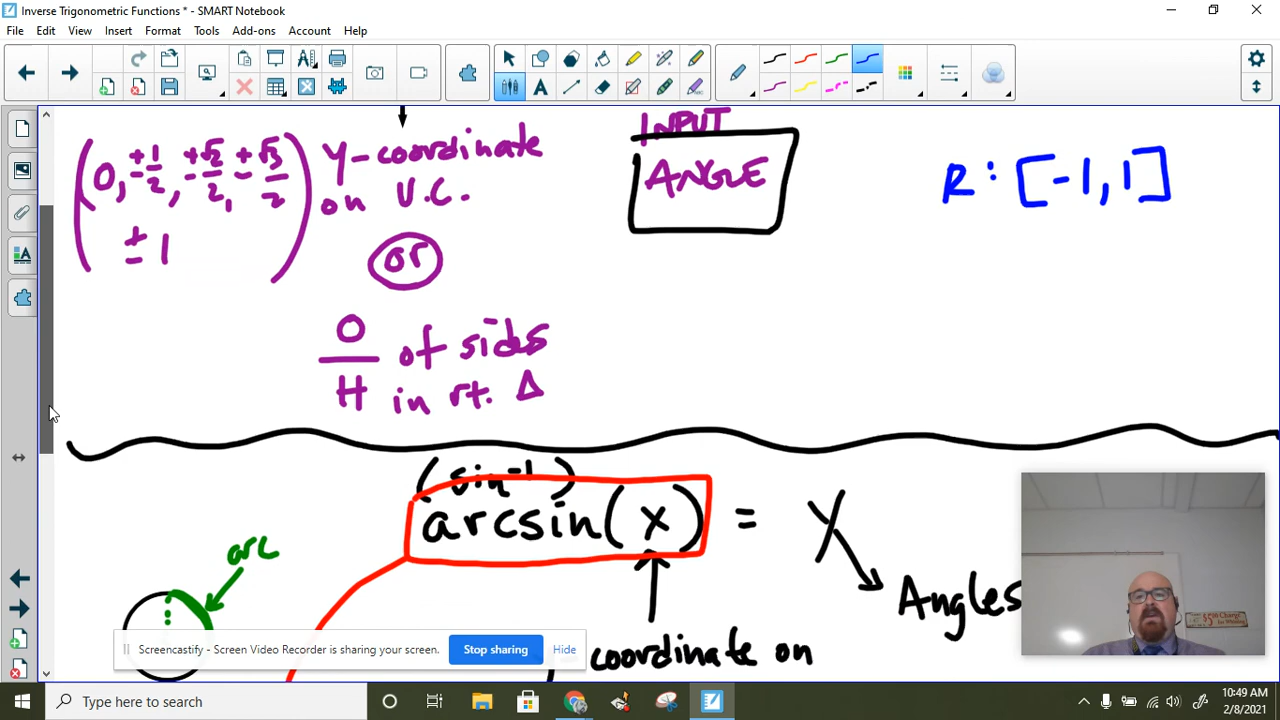 Inverse Trigonometric Functions * - SMART Notebook
File Edit View Insert Format Tools Add-ons Account Help
INPUT
ANGLE
(0, ±1/2, ±√2/2, ±√3/2
± 1)
Y-coordinate
on U.C.
or
O/H of sides
in rt. Δ
R: [-1, 1]
(sin⁻¹)
arcsin(x) = y
arc
Angles
coordinate on
Screencastify - Screen Video Recorder is sharing your screen. Stop sharing Hide
Type here to search
10:49 AM
2/8/2021